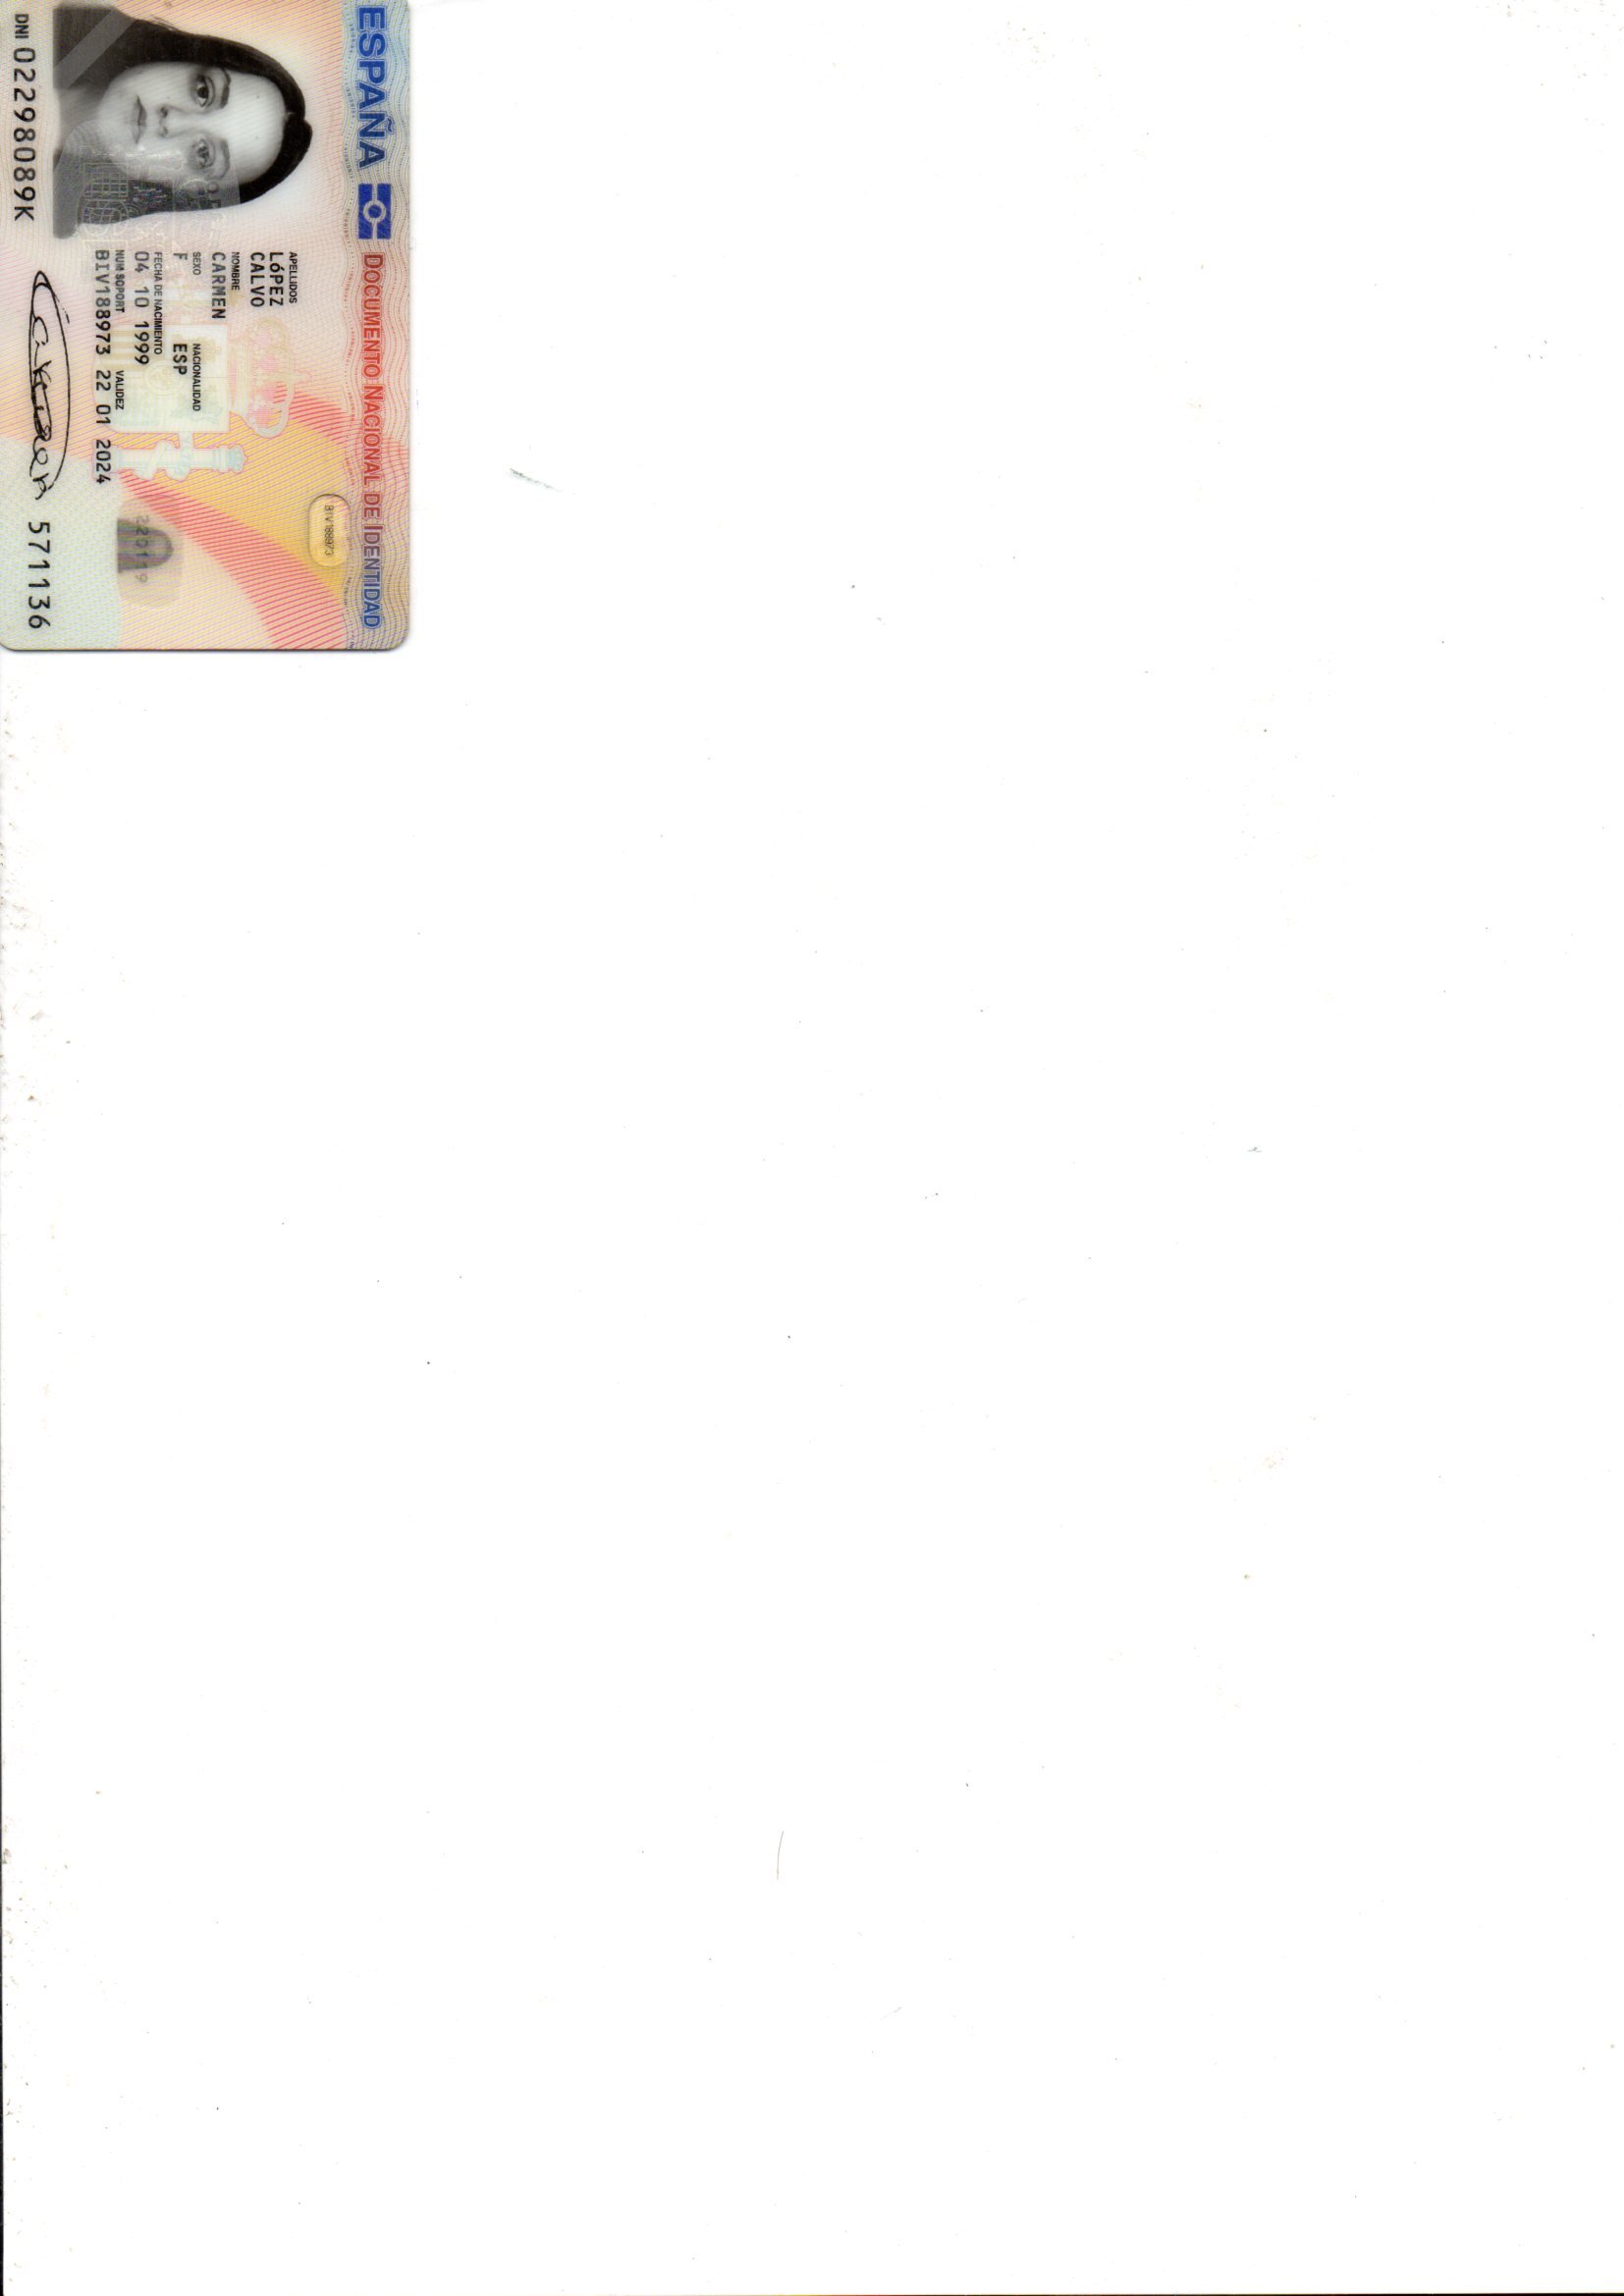 ESPAÑA DOCUMENTO NACIONAL DE IDENTIDAD
APELLIDOS
LóPEZ
CALVO
NOMBRE
CARMEN
SEXO NACIONALIDAD
F ESP
FECHA DE NACIMIENTO
04 10 1999
NUM SOPORT VALIDEZ
BIV188973 22 01 2024
BIV188973
220119
DNI 02298089K
571136